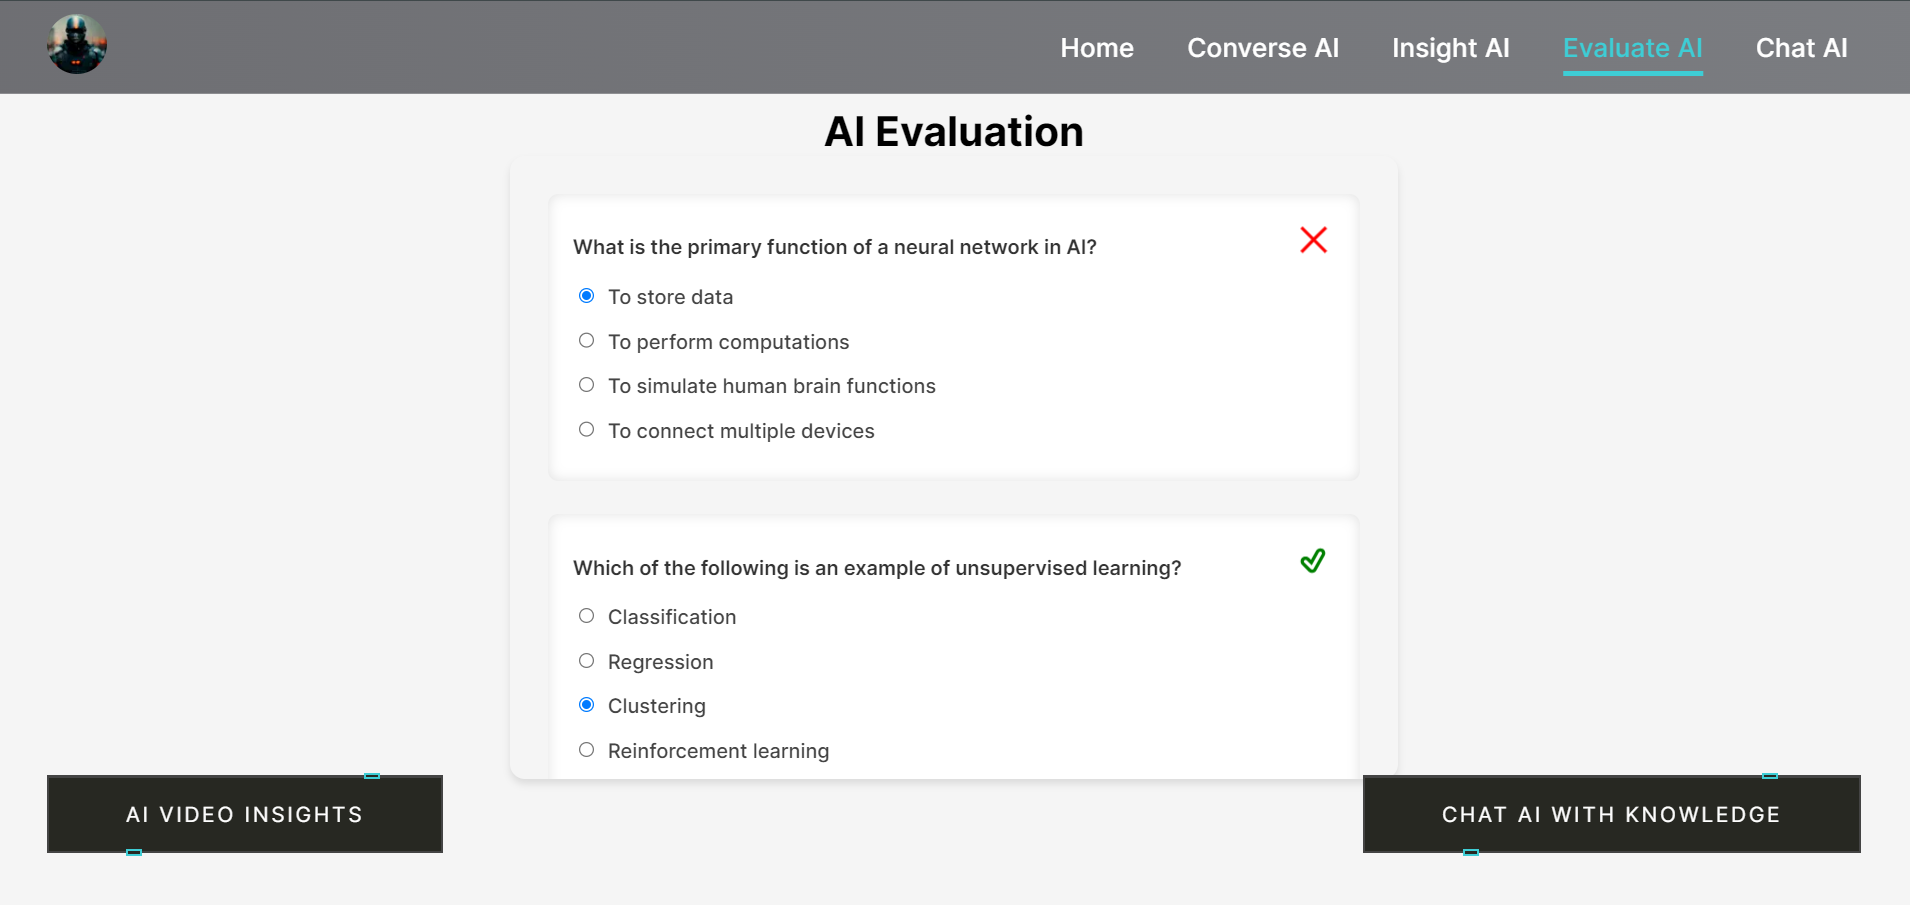 Home Converse AI Insight AI Evaluate AI Chat AI
AI Evaluation
What is the primary function of a neural network in AI?
To store data
To perform computations
To simulate human brain functions
To connect multiple devices
Which of the following is an example of unsupervised learning?
Classification
Regression
Clustering
Reinforcement learning
AI VIDEO INSIGHTS
CHAT AI WITH KNOWLEDGE